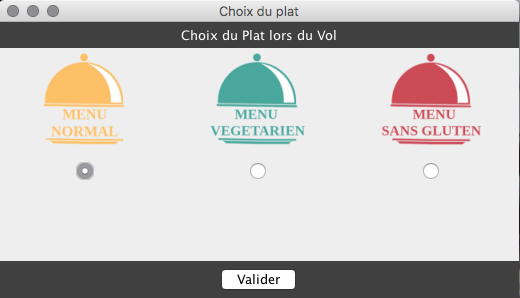 Choix du plat
Choix du Plat lors du Vol
MENU
NORMAL
MENU
VEGETARIEN
MENU
SANS GLUTEN
Valider